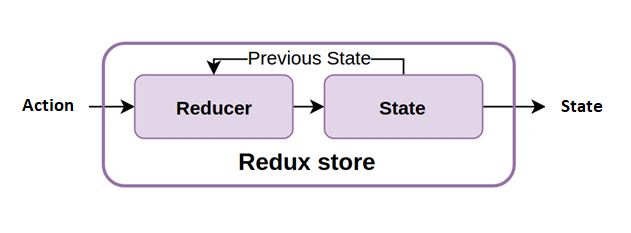 Previous State
Action
Reducer
State
State
Redux store